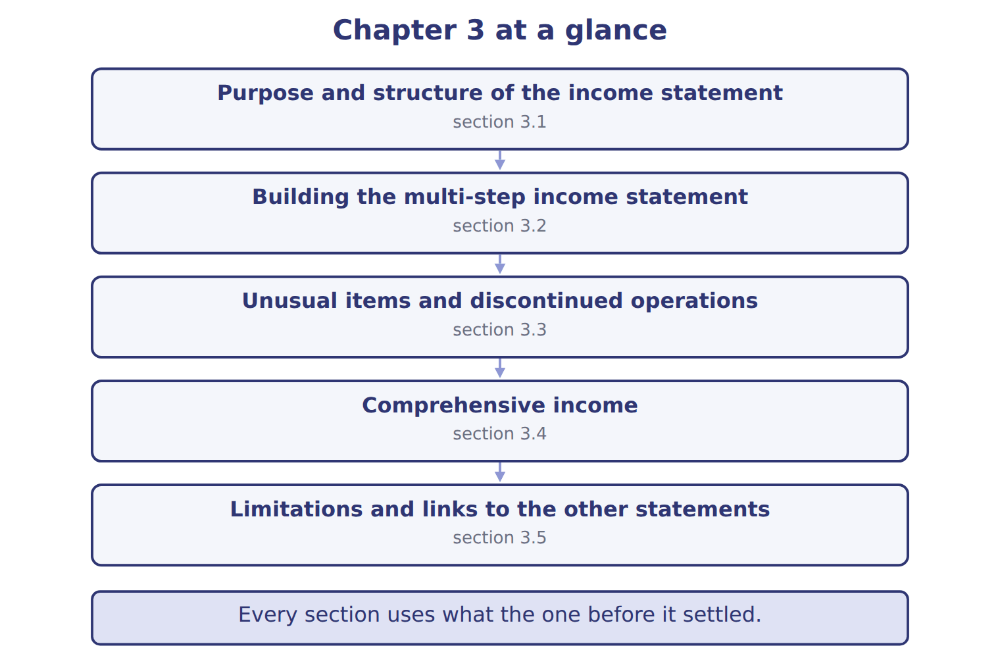 Chapter 3 at a glance
Purpose and structure of the income statement
section 3.1
Building the multi-step income statement
section 3.2
Unusual items and discontinued operations
section 3.3
Comprehensive income
section 3.4
Limitations and links to the other statements
section 3.5
Every section uses what the one before it settled.